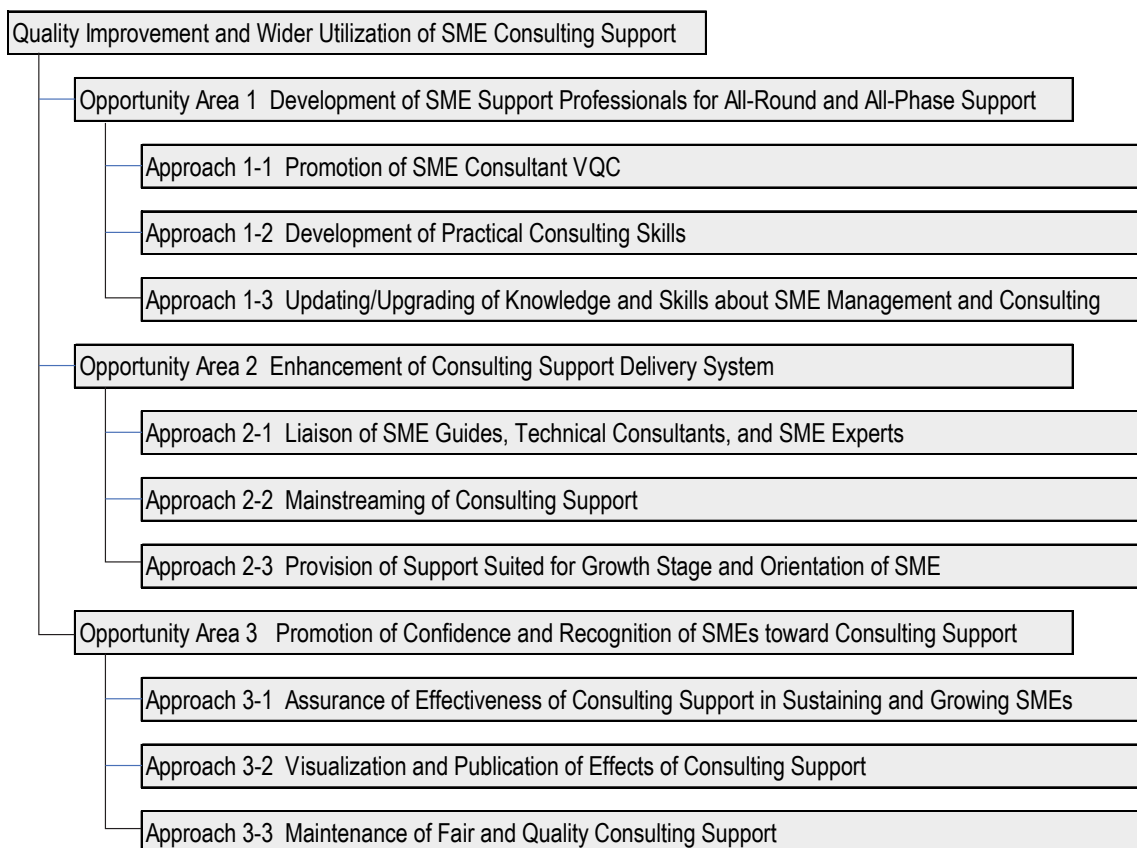 Quality Improvement and Wider Utilization of SME Consulting Support
Opportunity Area 1 Development of SME Support Professionals for All-Round and All-Phase Support
Approach 1-1 Promotion of SME Consultant VQC
Approach 1-2 Development of Practical Consulting Skills
Approach 1-3 Updating/Upgrading of Knowledge and Skills about SME Management and Consulting
Opportunity Area 2 Enhancement of Consulting Support Delivery System
Approach 2-1 Liaison of SME Guides, Technical Consultants, and SME Experts
Approach 2-2 Mainstreaming of Consulting Support
Approach 2-3 Provision of Support Suited for Growth Stage and Orientation of SME
Opportunity Area 3 Promotion of Confidence and Recognition of SMEs toward Consulting Support
Approach 3-1 Assurance of Effectiveness of Consulting Support in Sustaining and Growing SMEs
Approach 3-2 Visualization and Publication of Effects of Consulting Support
Approach 3-3 Maintenance of Fair and Quality Consulting Support